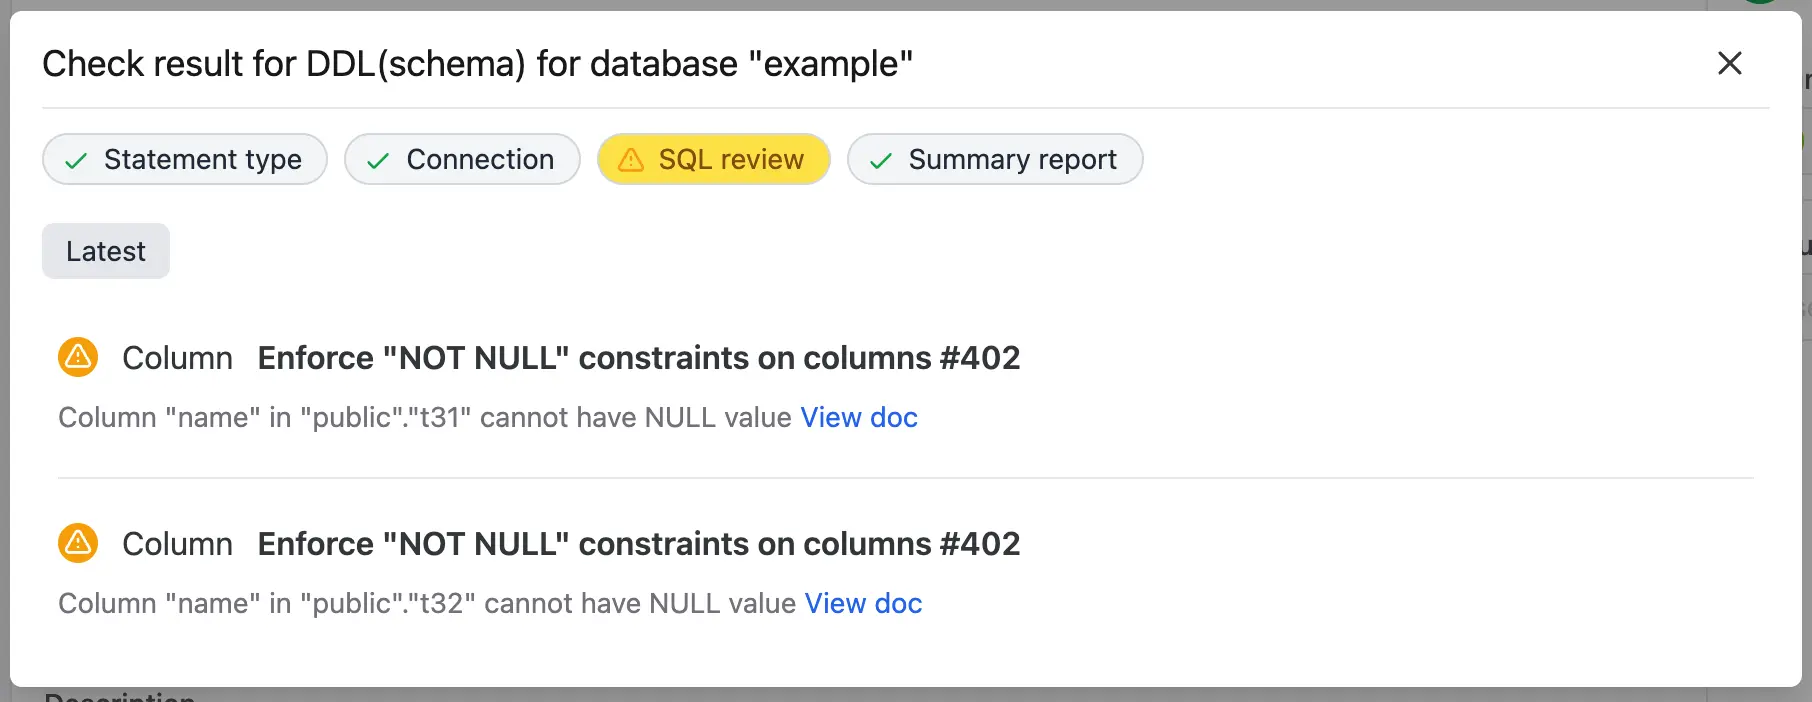 Check result for DDL(schema) for database "example"
Statement type
Connection
SQL review
Summary report
Latest
Column Enforce "NOT NULL" constraints on columns #402
Column "name" in "public"."t31" cannot have NULL value View doc
Column Enforce "NOT NULL" constraints on columns #402
Column "name" in "public"."t32" cannot have NULL value View doc
Description